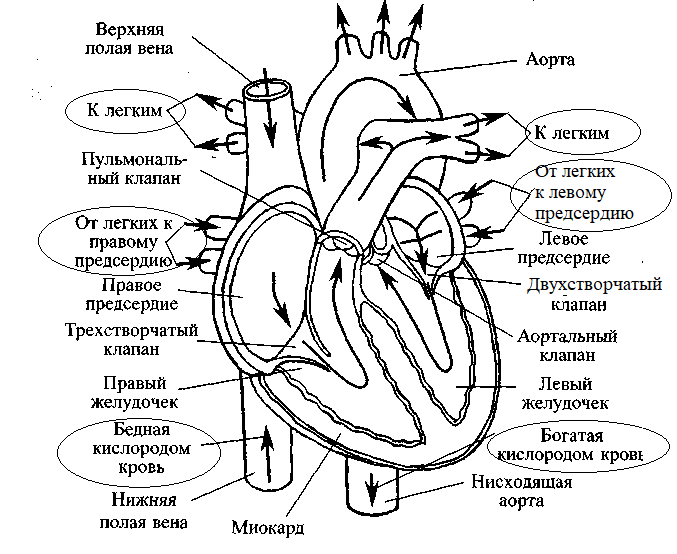 Верхняя
полая вена
Аорта
К легким
К легким
Пульмональ-
ный клапан
От легких
к левому
предсердию
От легких к
правому
предсердию
Левое
предсердие
Правое
предсердие
Двухстворчатый
клапан
Трехстворчатый
клапан
Аортальный
клапан
Правый
желудочек
Левый
желудочек
Бедная
кислородом
кровь
Богатая
кислородом кровь
Нижняя
полая вена
Нисходящая
аорта
Миокард